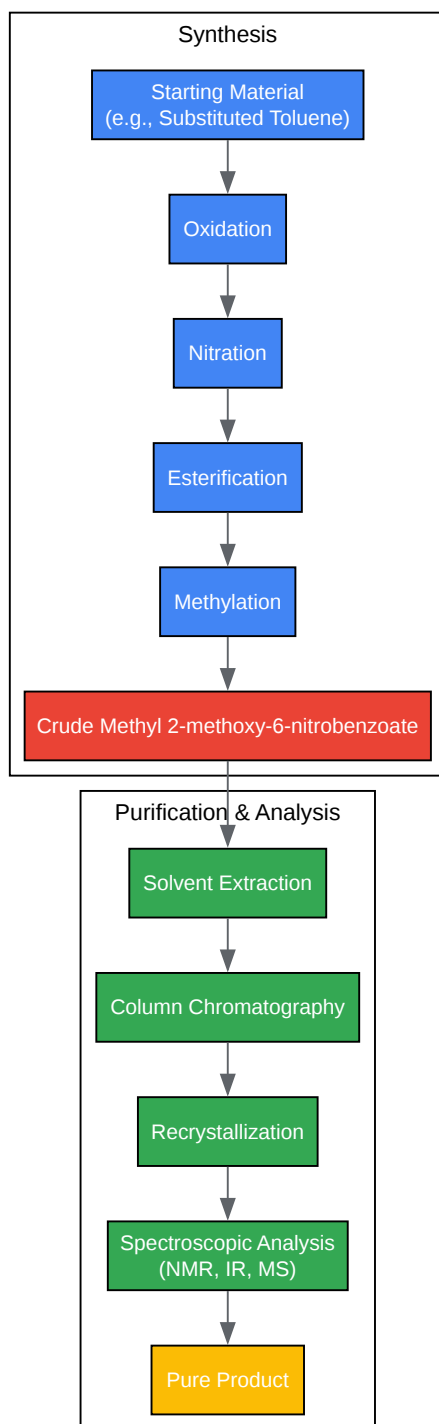 Synthesis
Starting Material
(e.g., Substituted Toluene)
Oxidation
Nitration
Esterification
Methylation
Crude Methyl 2-methoxy-6-nitrobenzoate
Purification & Analysis
Solvent Extraction
Column Chromatography
Recrystallization
Spectroscopic Analysis
(NMR, IR, MS)
Pure Product